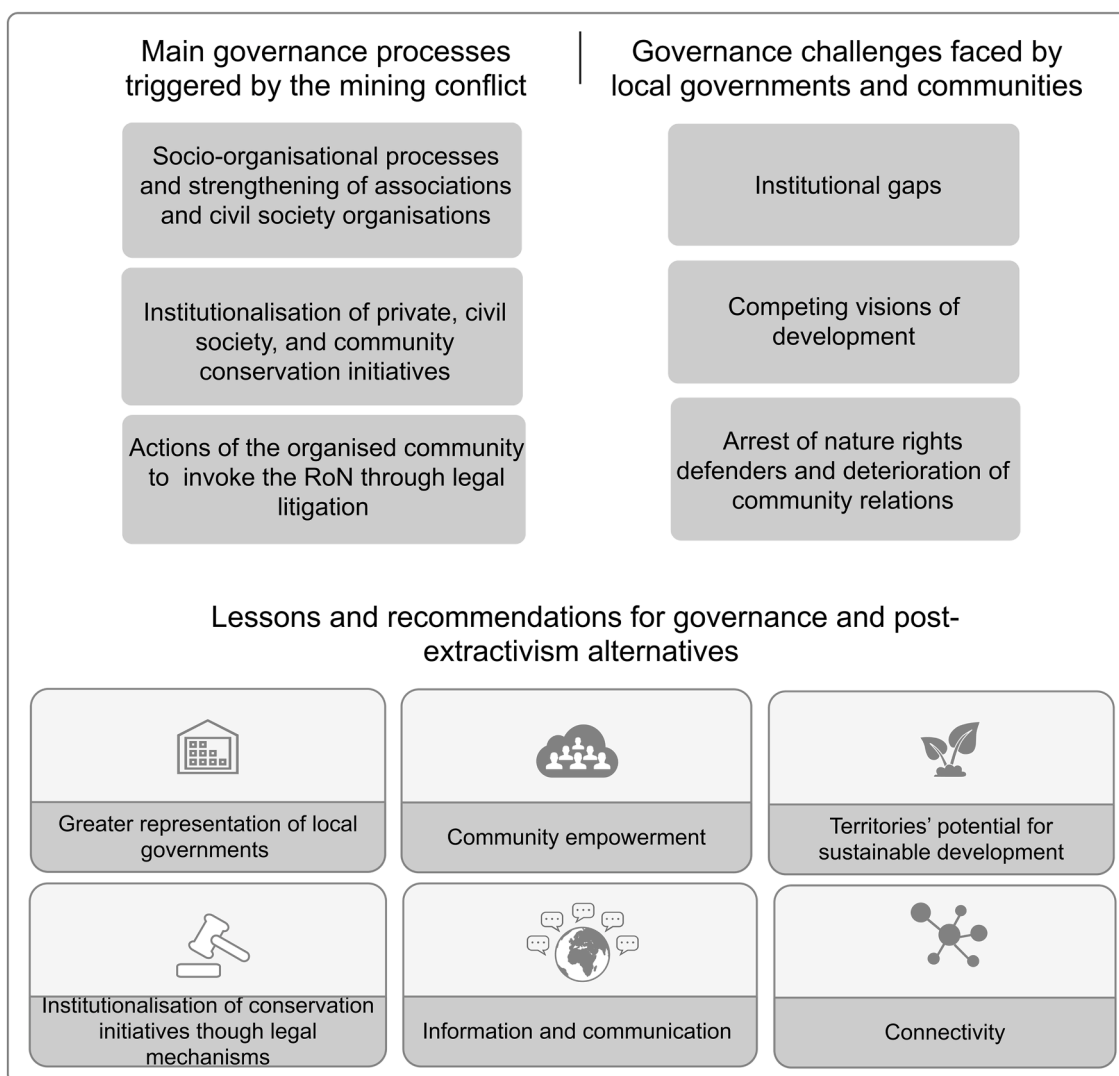 Main governance processes
triggered by the mining conflict
Socio-organisational processes
and strengthening of associations
and civil society organisations
Institutionalisation of private, civil
society, and community
conservation initiatives
Actions of the organised community
to invoke the RoN through legal
litigation
Governance challenges faced by
local governments and communities
Institutional gaps
Competing visions of
development
Arrest of nature rights
defenders and deterioration of
community relations
Lessons and recommendations for governance and post-
extractivism alternatives
Greater representation of local
governments
Community empowerment
Territories’ potential for
sustainable development
Institutionalisation of conservation
initiatives though legal
mechanisms
Information and communication
Connectivity